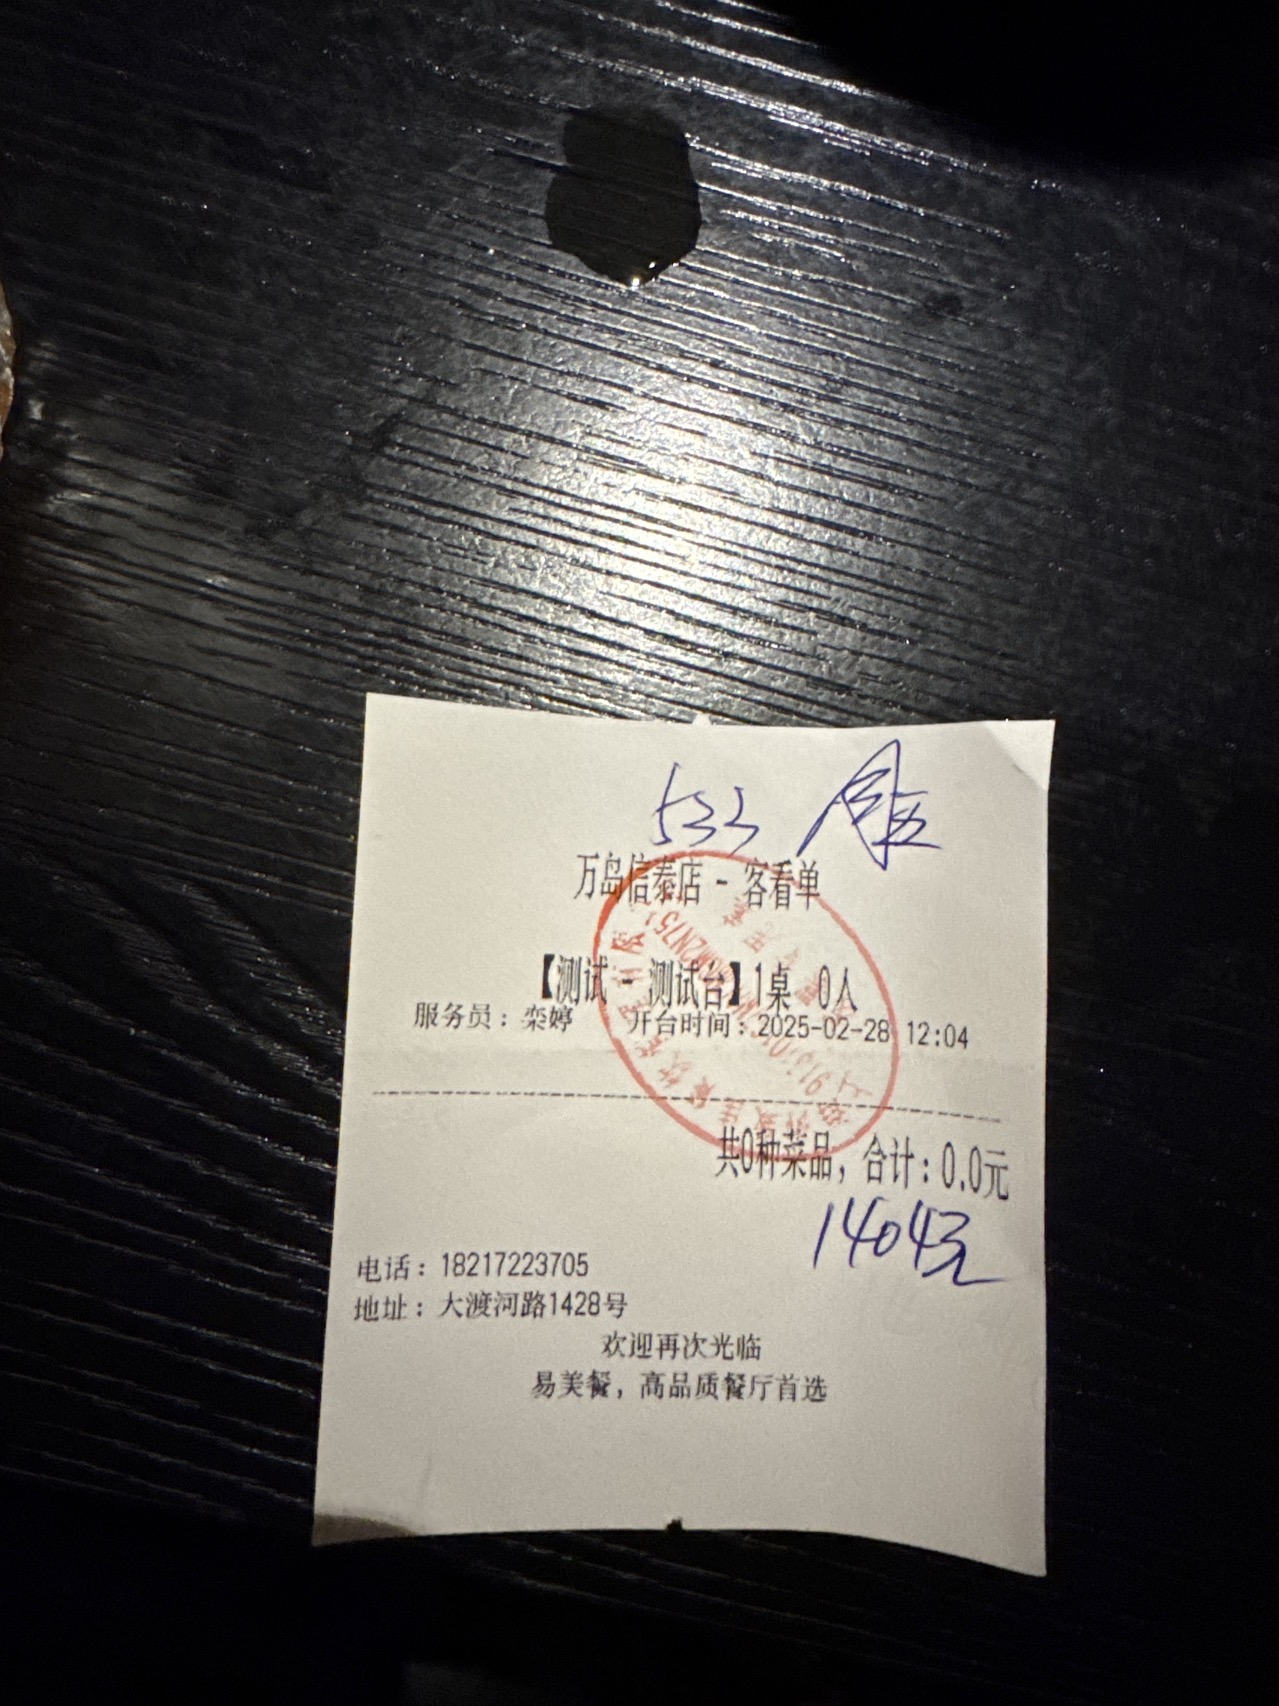 533
万岛信泰店 - 客看单
【测试 - 测试台】1桌 0人
服务员：栾婷 开台时间：2025-02-28 12:04
共0种菜品，合计：0.0元
1404元
电话：18217223705
地址：大渡河路1428号
欢迎再次光临
易美餐，高品质餐厅首选